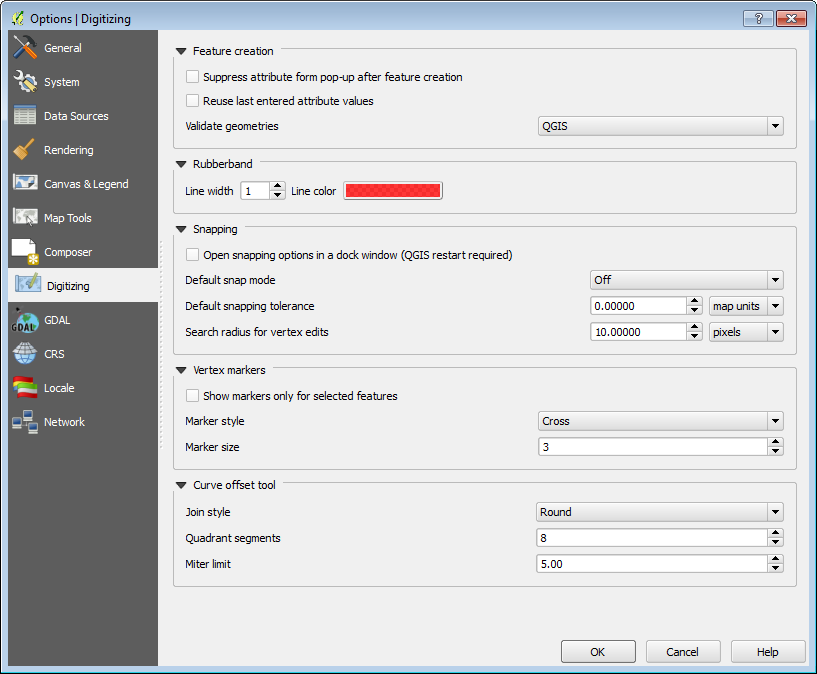 Options | Digitizing
General
System
Data Sources
Rendering
Canvas & Legend
Map Tools
Composer
Digitizing
GDAL
GDAL
CRS
Locale
Network
Feature creation
Suppress attribute form pop-up after feature creation
Reuse last entered attribute values
Validate geometries QGIS
Rubberband
Line width 1 Line color
Snapping
Open snapping options in a dock window (QGIS restart required)
Default snap mode Off
Default snapping tolerance 0.00000 map units
Search radius for vertex edits 10.00000 pixels
Vertex markers
Show markers only for selected features
Marker style Cross
Marker size 3
Curve offset tool
Join style Round
Quadrant segments 8
Miter limit 5.00
OK Cancel Help